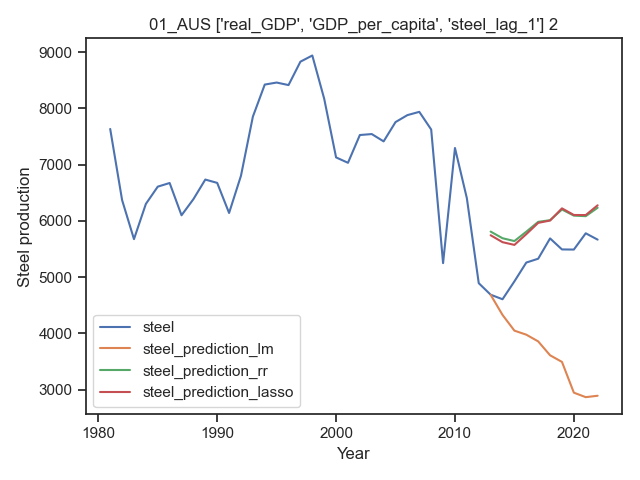 01_AUS ['real_GDP', 'GDP_per_capita', 'steel_lag_1'] 2
9000
8000
7000
6000
5000
4000
3000
Steel production
steel
steel_prediction_lm
steel_prediction_rr
steel_prediction_lasso
1980
1990
2000
2010
2020
Year